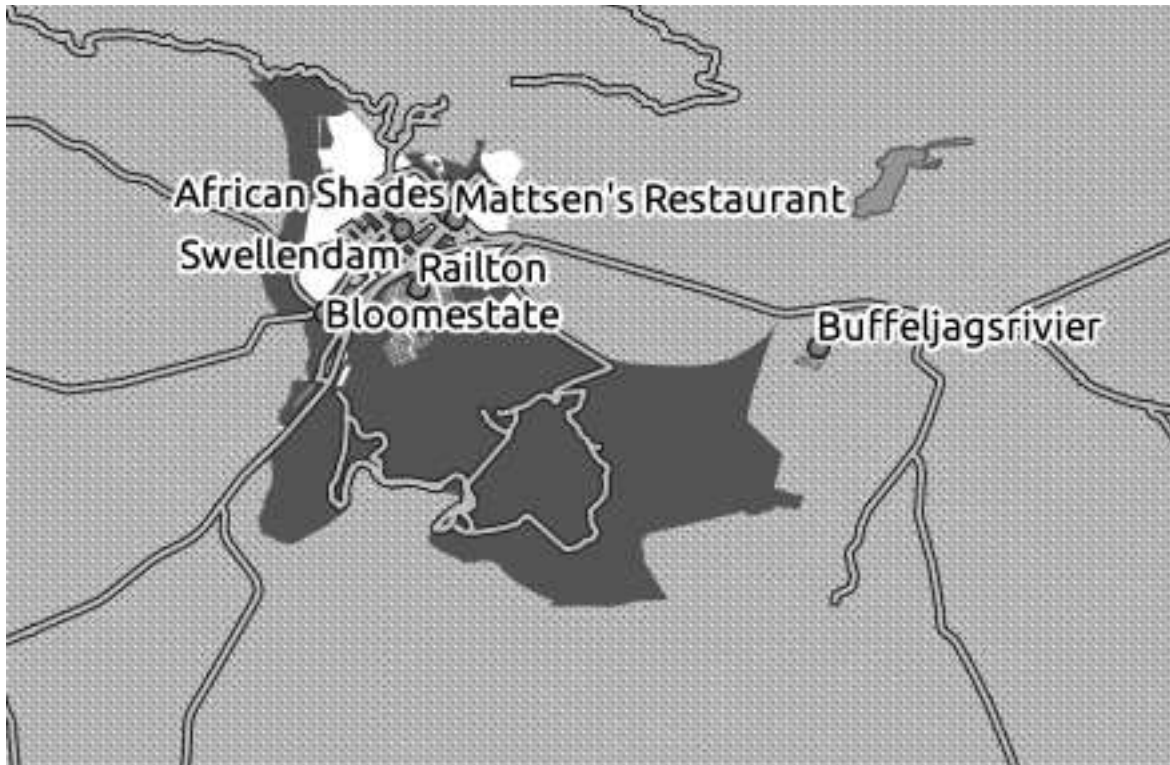 African Shades
Mattsen's Restaurant
Swellendam
Railton
Bloomestate
Buffeljagsrivier